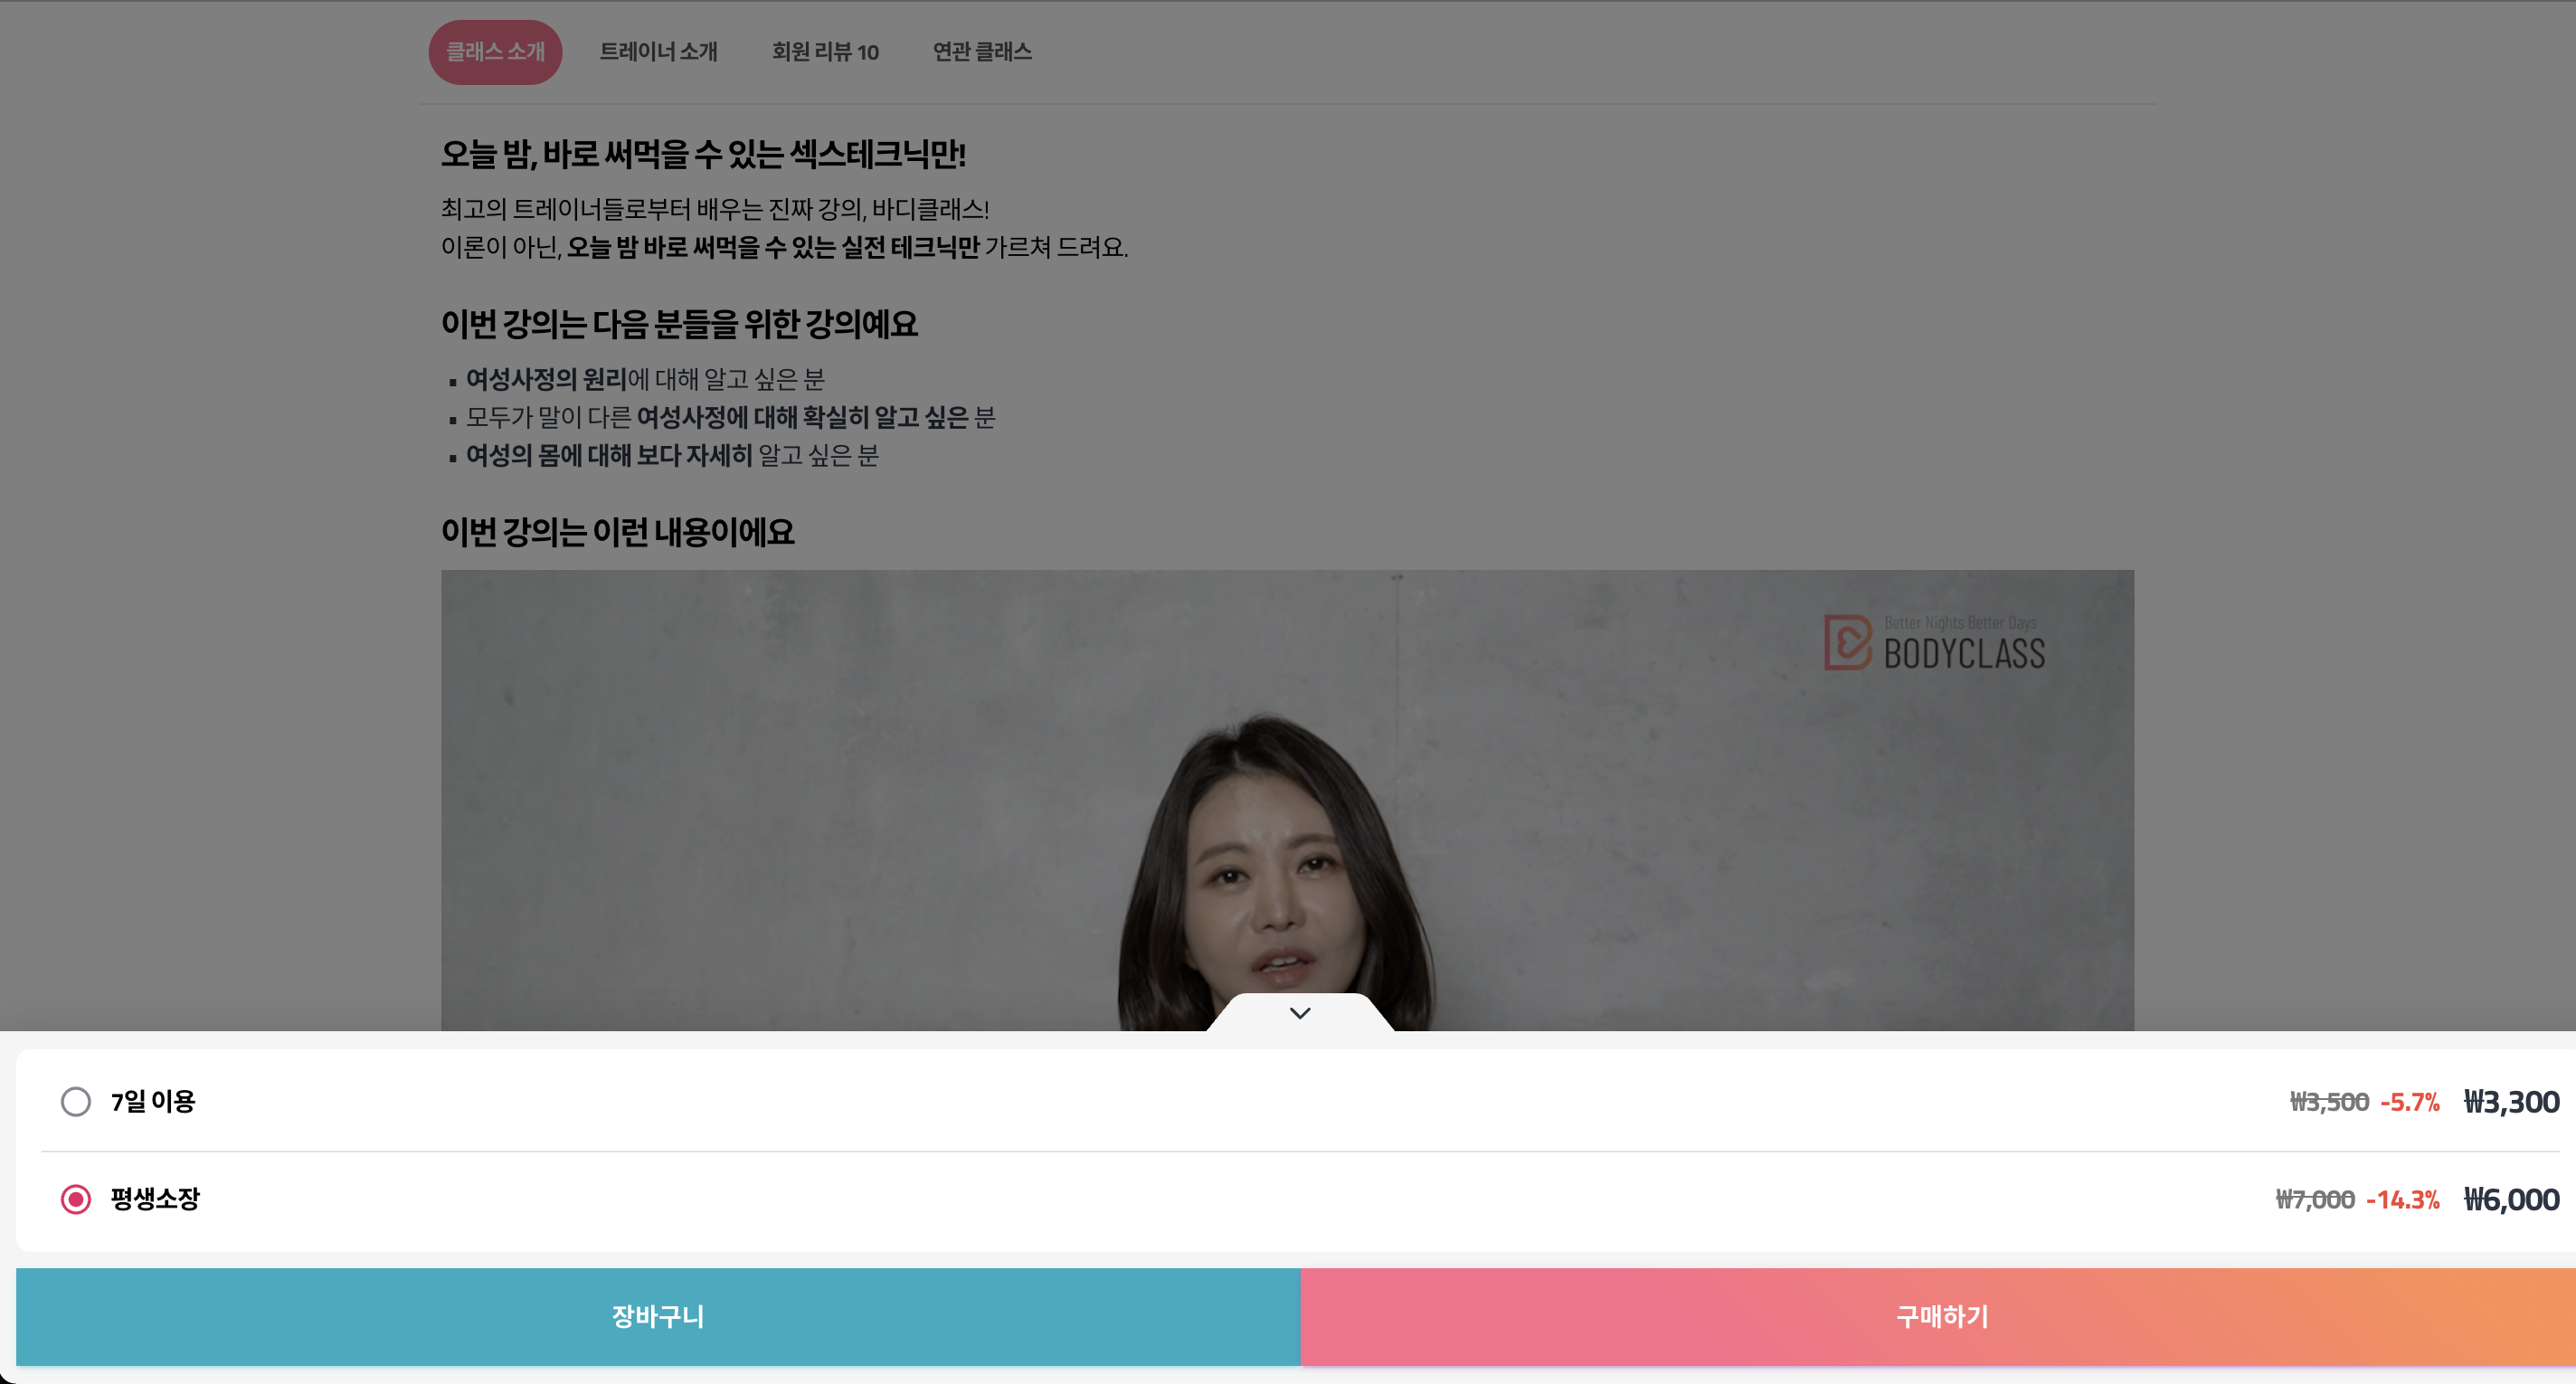 클래스 소개 트레이너 소개 회원 리뷰 10 연관 클래스
오늘 밤, 바로 써먹을 수 있는 섹스테크닉만!
최고의 트레이너들로부터 배우는 진짜 강의, 바디클래스!
이론이 아닌, 오늘 밤 바로 써먹을 수 있는 실전 테크닉만 가르쳐 드려요.
이번 강의는 다음 분들을 위한 강의예요
▪ 여성사정의 원리에 대해 알고 싶은 분
▪ 모두가 말이 다른 여성사정에 대해 확실히 알고 싶은 분
▪ 여성의 몸에 대해 보다 자세히 알고 싶은 분
이번 강의는 이런 내용이에요
Better Nights Better Days
BODYCLASS
7일 이용 ₩3,500 -5.7% ₩3,300
평생소장 ₩7,000 -14.3% ₩6,000
장바구니 구매하기